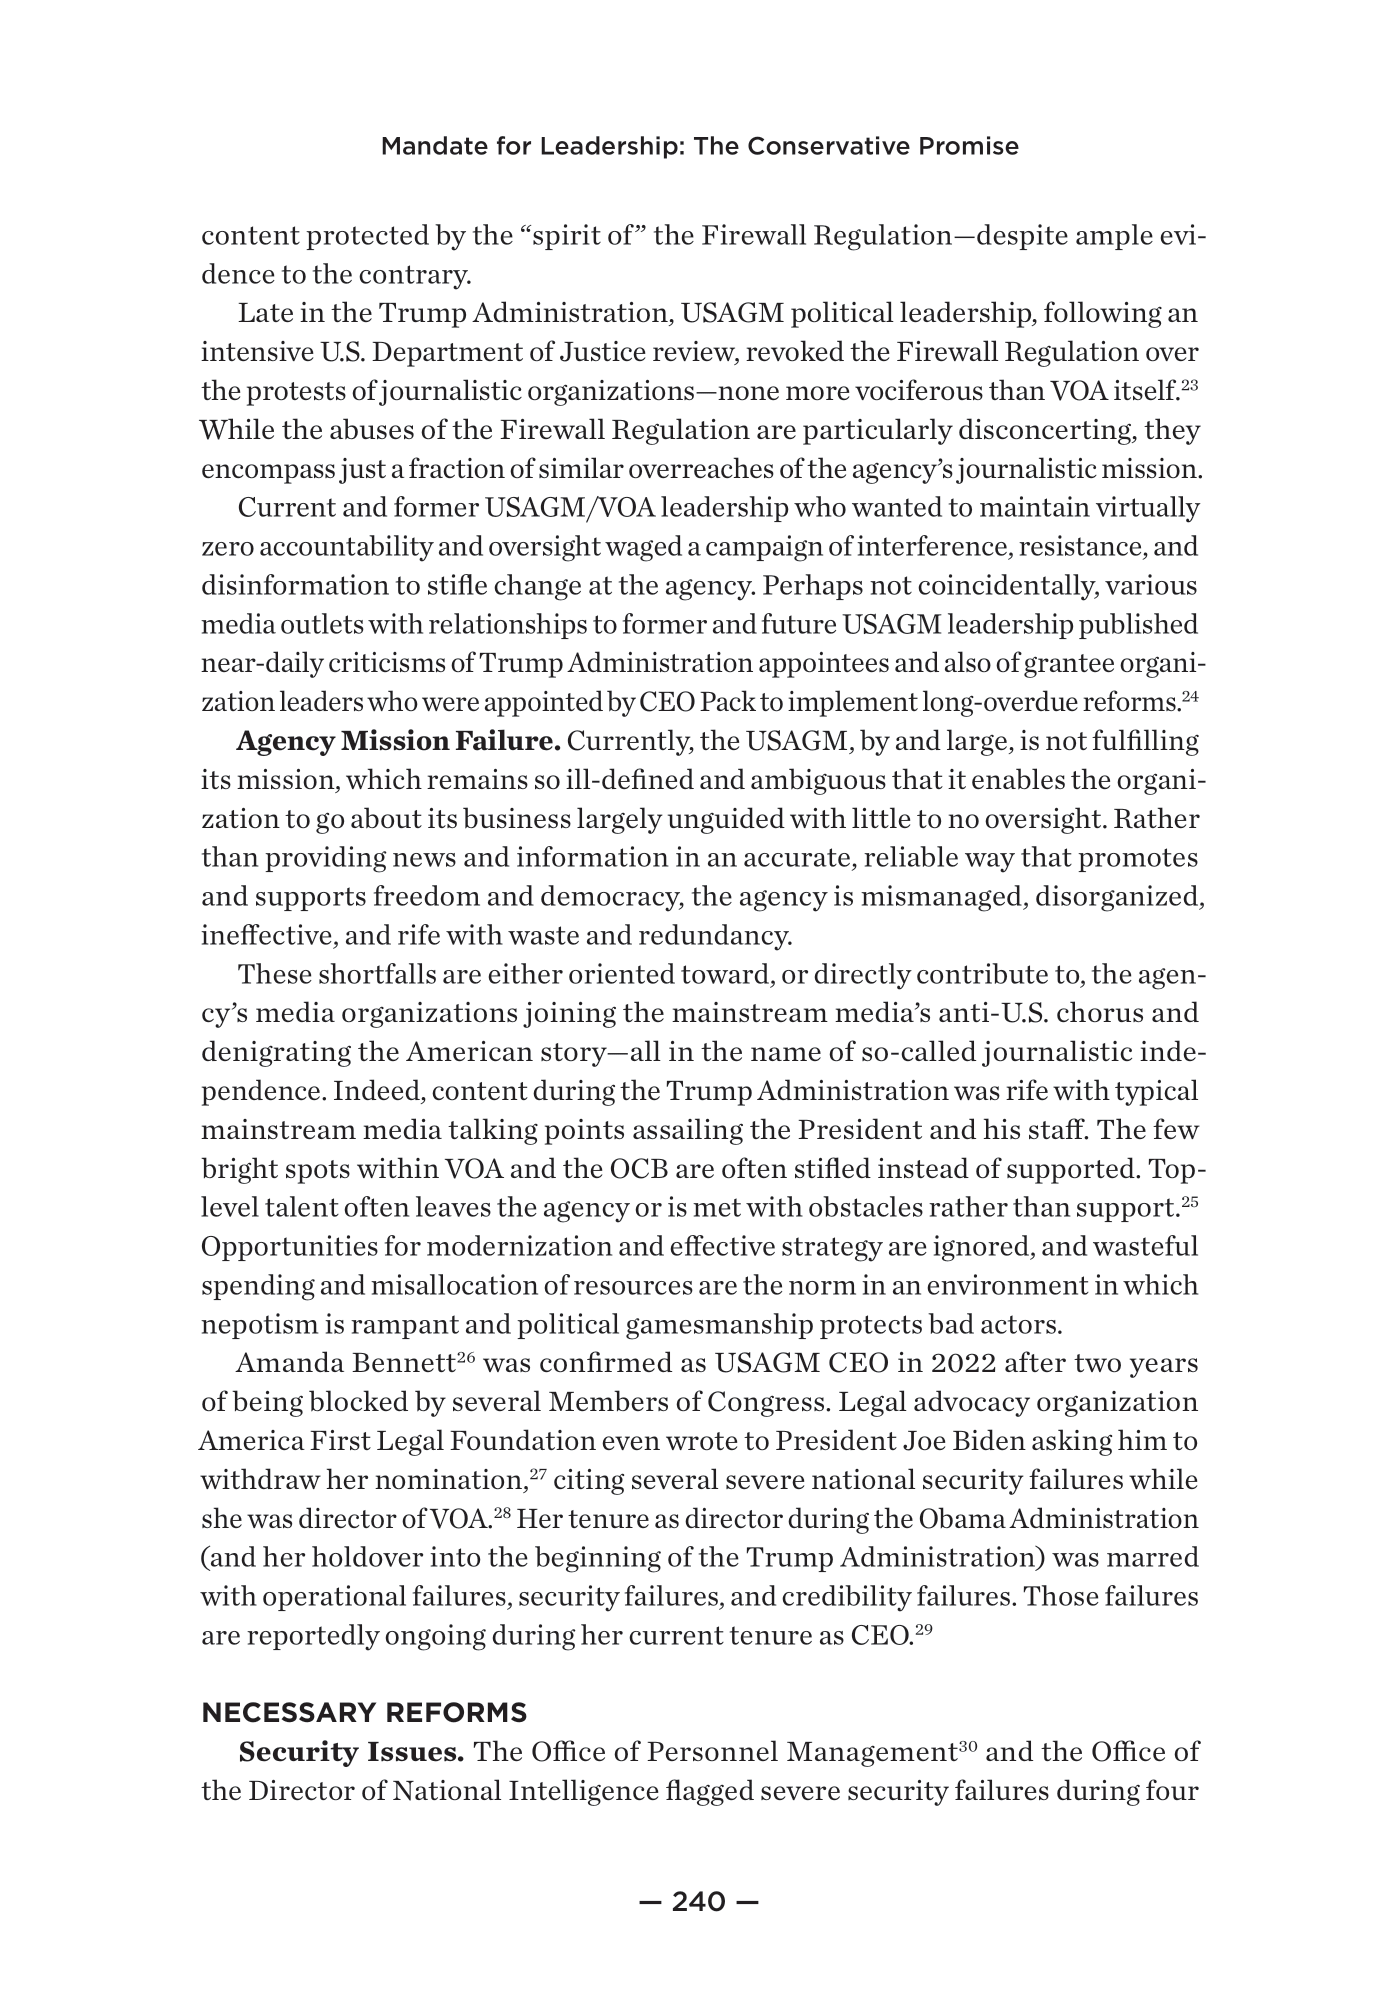 Mandate for Leadership: The Conservative Promise
content protected by the “spirit of” the Firewall Regulation—despite ample evi-
dence to the contrary.
Late in the Trump Administration, USAGM political leadership, following an
intensive U.S. Department of Justice review, revoked the Firewall Regulation over
the protests of journalistic organizations—none more vociferous than VOA itself.23
While the abuses of the Firewall Regulation are particularly disconcerting, they
encompass just a fraction of similar overreaches of the agency’s journalistic mission.
Current and former USAGM/VOA leadership who wanted to maintain virtually
zero accountability and oversight waged a campaign of interference, resistance, and
disinformation to stifle change at the agency. Perhaps not coincidentally, various
media outlets with relationships to former and future USAGM leadership published
near-daily criticisms of Trump Administration appointees and also of grantee organi-
zation leaders who were appointed by CEO Pack to implement long-overdue reforms.24
Agency Mission Failure. Currently, the USAGM, by and large, is not fulfilling
its mission, which remains so ill-defined and ambiguous that it enables the organi-
zation to go about its business largely unguided with little to no oversight. Rather
than providing news and information in an accurate, reliable way that promotes
and supports freedom and democracy, the agency is mismanaged, disorganized,
ineffective, and rife with waste and redundancy.
These shortfalls are either oriented toward, or directly contribute to, the agen-
cy’s media organizations joining the mainstream media’s anti-U.S. chorus and
denigrating the American story—all in the name of so-called journalistic inde-
pendence. Indeed, content during the Trump Administration was rife with typical
mainstream media talking points assailing the President and his staff. The few
bright spots within VOA and the OCB are often stifled instead of supported. Top-
level talent often leaves the agency or is met with obstacles rather than support.25
Opportunities for modernization and effective strategy are ignored, and wasteful
spending and misallocation of resources are the norm in an environment in which
nepotism is rampant and political gamesmanship protects bad actors.
Amanda Bennett26 was confirmed as USAGM CEO in 2022 after two years
of being blocked by several Members of Congress. Legal advocacy organization
America First Legal Foundation even wrote to President Joe Biden asking him to
withdraw her nomination,27 citing several severe national security failures while
she was director of VOA.28 Her tenure as director during the Obama Administration
(and her holdover into the beginning of the Trump Administration) was marred
with operational failures, security failures, and credibility failures. Those failures
are reportedly ongoing during her current tenure as CEO.29
NECESSARY REFORMS
Security Issues. The Office of Personnel Management30 and the Office of
the Director of National Intelligence flagged severe security failures during four
— 240 —